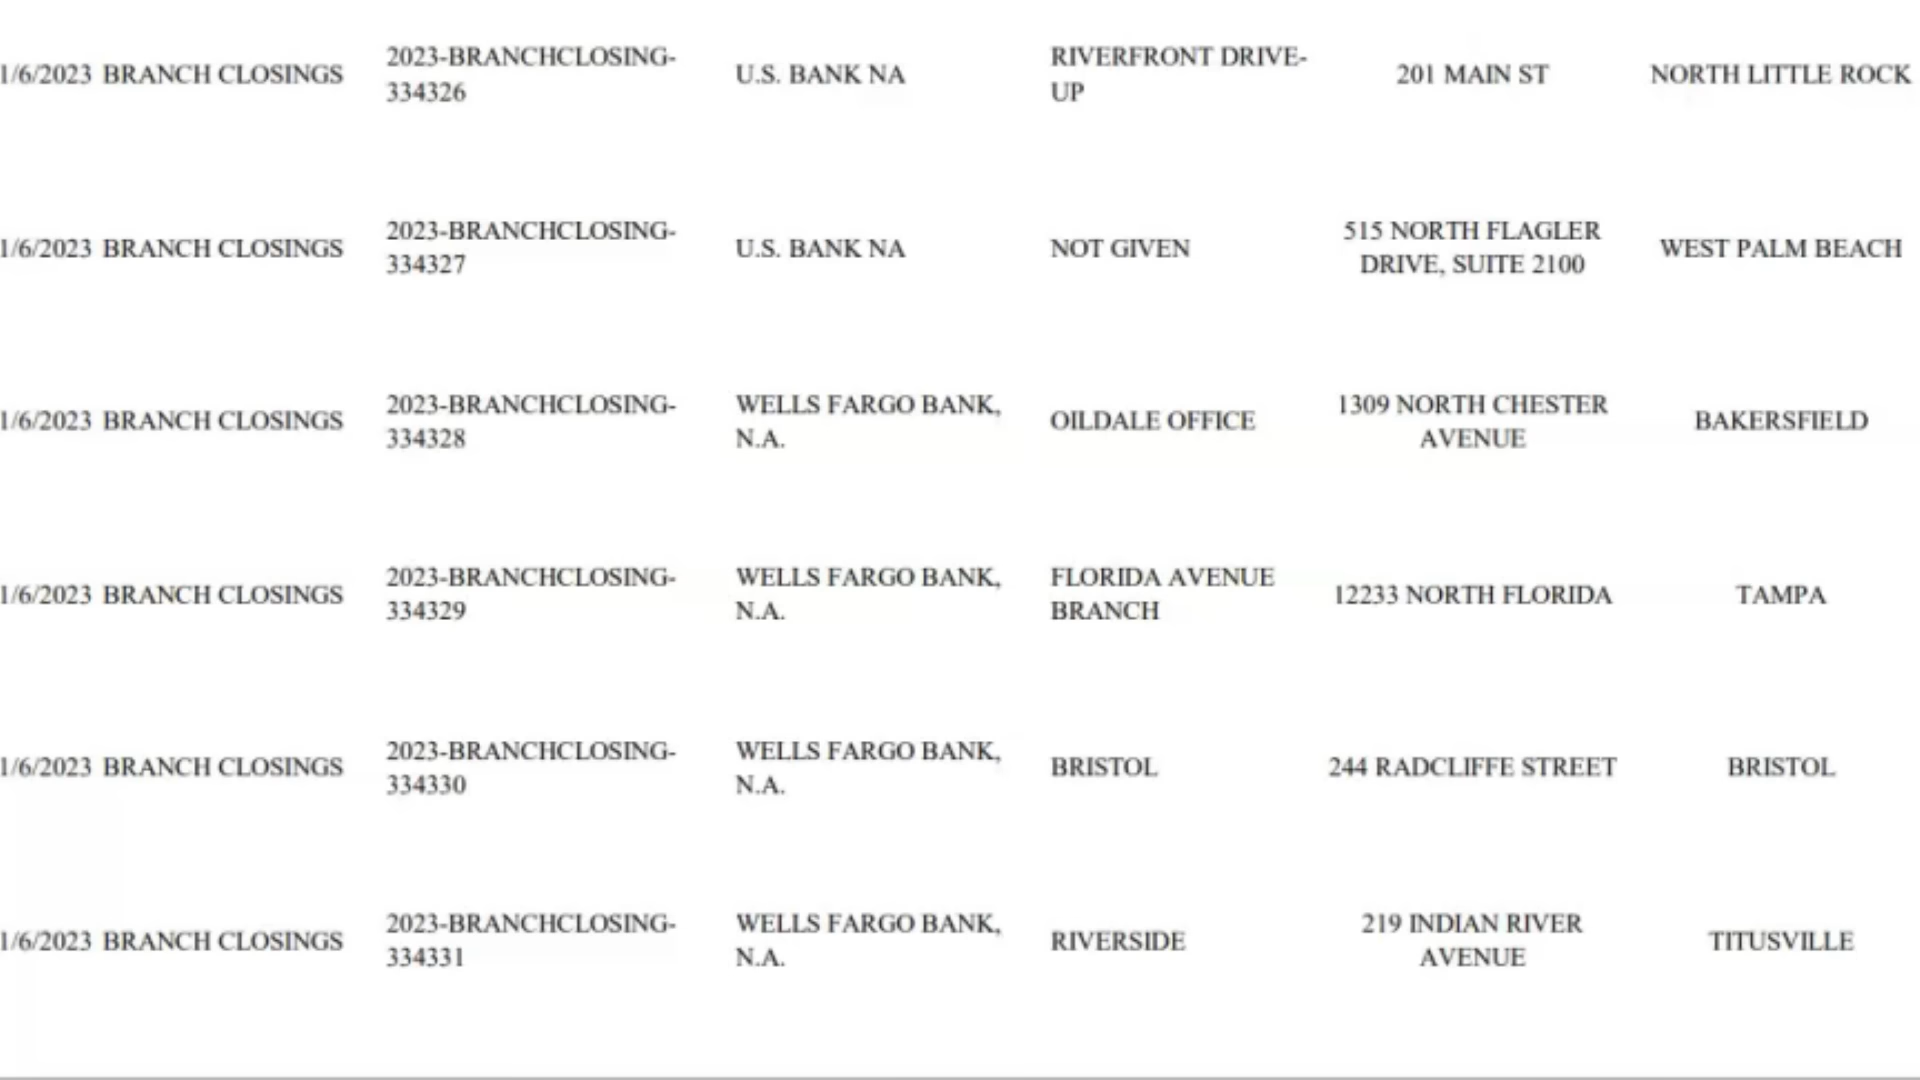 1/6/2023 BRANCH CLOSINGS 2023-BRANCHCLOSING-334326 U.S. BANK NA RIVERFRONT DRIVE-UP 201 MAIN ST NORTH LITTLE ROCK
1/6/2023 BRANCH CLOSINGS 2023-BRANCHCLOSING-334327 U.S. BANK NA NOT GIVEN 515 NORTH FLAGLER DRIVE, SUITE 2100 WEST PALM BEACH
1/6/2023 BRANCH CLOSINGS 2023-BRANCHCLOSING-334328 WELLS FARGO BANK, N.A. OILDALE OFFICE 1309 NORTH CHESTER AVENUE BAKERSFIELD
1/6/2023 BRANCH CLOSINGS 2023-BRANCHCLOSING-334329 WELLS FARGO BANK, N.A. FLORIDA AVENUE BRANCH 12233 NORTH FLORIDA TAMPA
1/6/2023 BRANCH CLOSINGS 2023-BRANCHCLOSING-334330 WELLS FARGO BANK, N.A. BRISTOL 244 RADCLIFFE STREET BRISTOL
1/6/2023 BRANCH CLOSINGS 2023-BRANCHCLOSING-334331 WELLS FARGO BANK, N.A. RIVERSIDE 219 INDIAN RIVER AVENUE TITUSVILLE